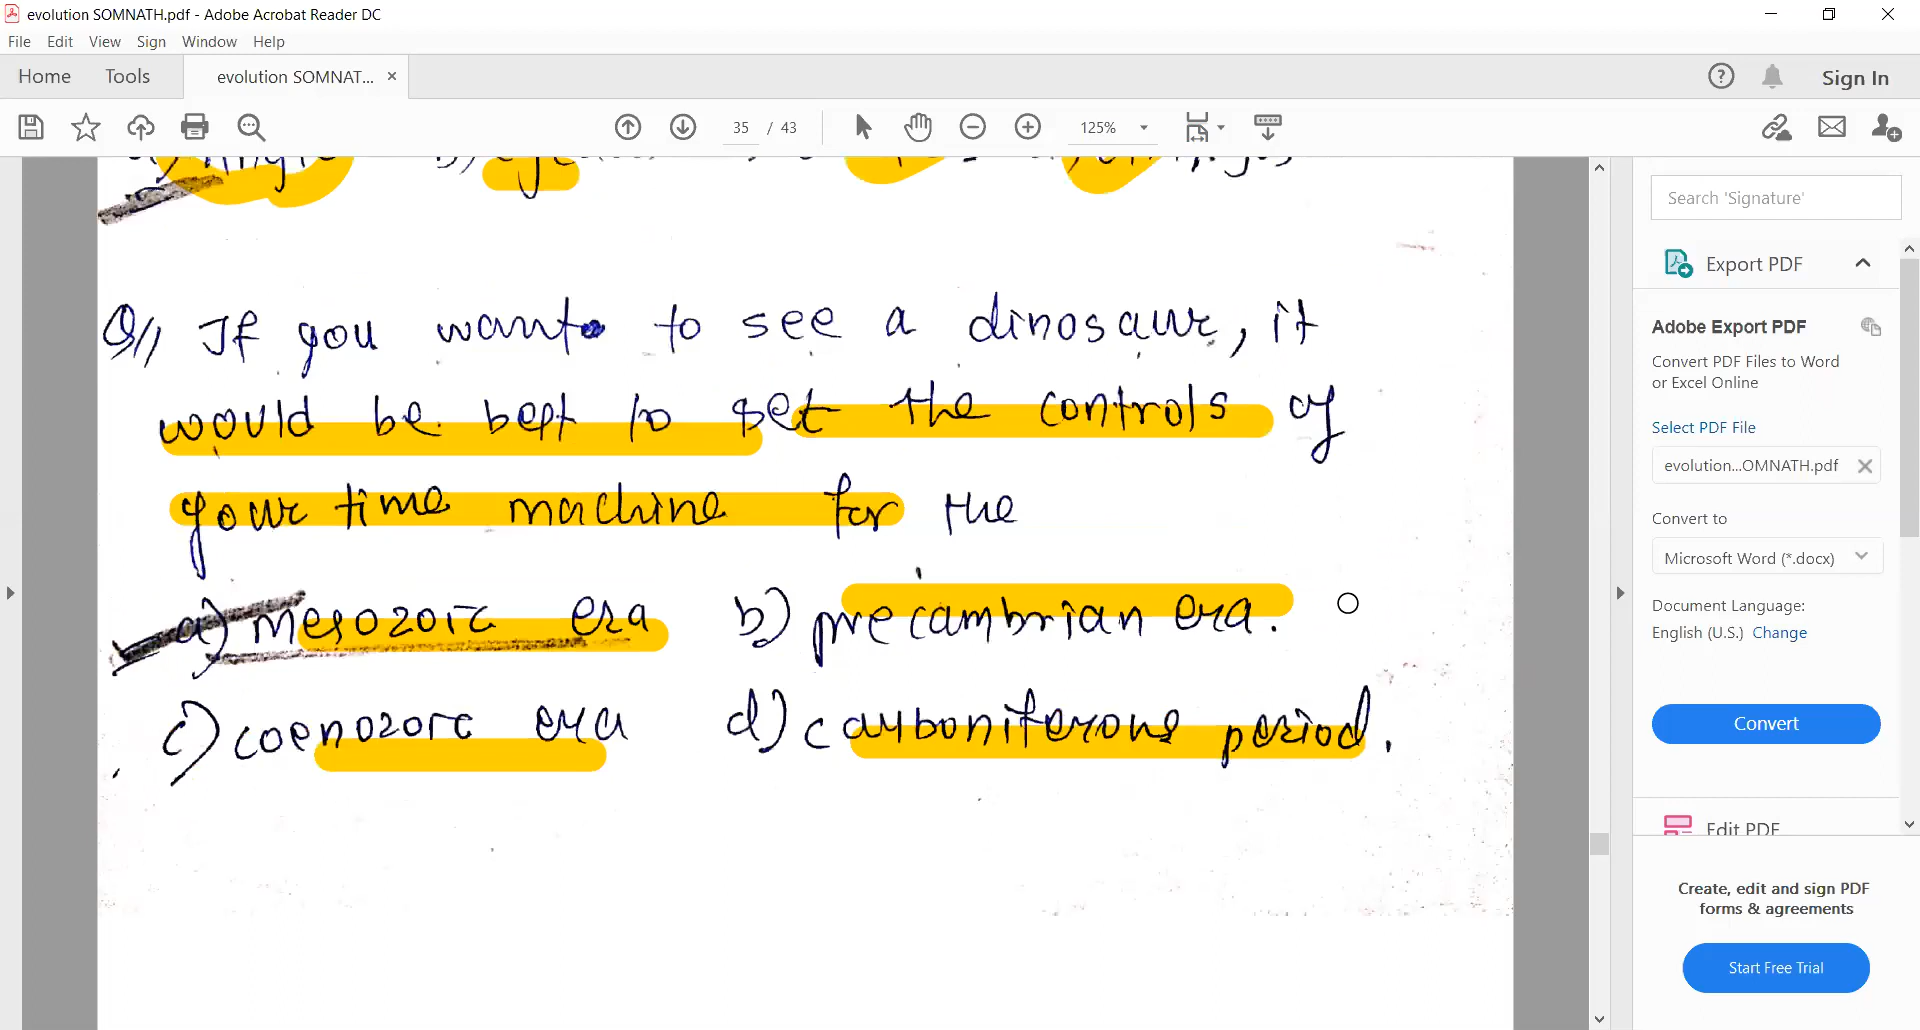 evolution SOMNATH.pdf - Adobe Acrobat Reader DC
File Edit View Sign Window Help
Home Tools evolution SOMNAT... × Sign In
35 / 43 125%
Q// If you want to see a dinosaur, it
would be best to set the controls of
your time machine for the
a) mesozoic era b) precambrian era.
c) coenozoic era d) carboniferous period.
Search 'Signature'
Export PDF
Adobe Export PDF
Convert PDF Files to Word
or Excel Online
Select PDF File
evolution...OMNATH.pdf
Convert to
Microsoft Word (*.docx)
Document Language:
English (U.S.) Change
Convert
Edit PDF
Create, edit and sign PDF
forms & agreements
Start Free Trial